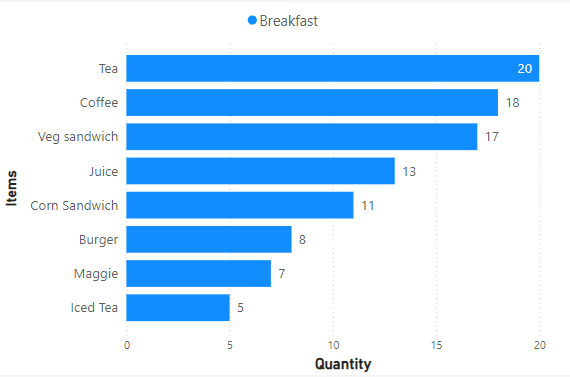 Breakfast
Items
Tea 20
Coffee 18
Veg sandwich 17
Juice 13
Corn Sandwich 11
Burger 8
Maggie 7
Iced Tea 5
0 5 10 15 20
Quantity